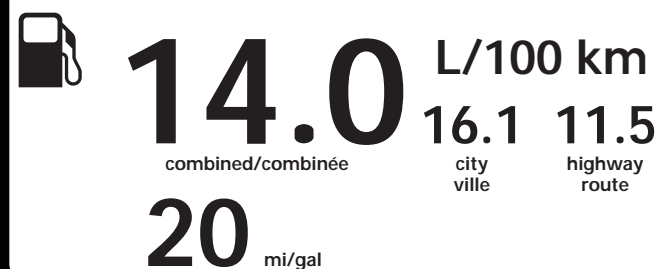 14.0
combined/combinée
L/100 km
16.1 11.5
city highway
ville route
20 mi/gal